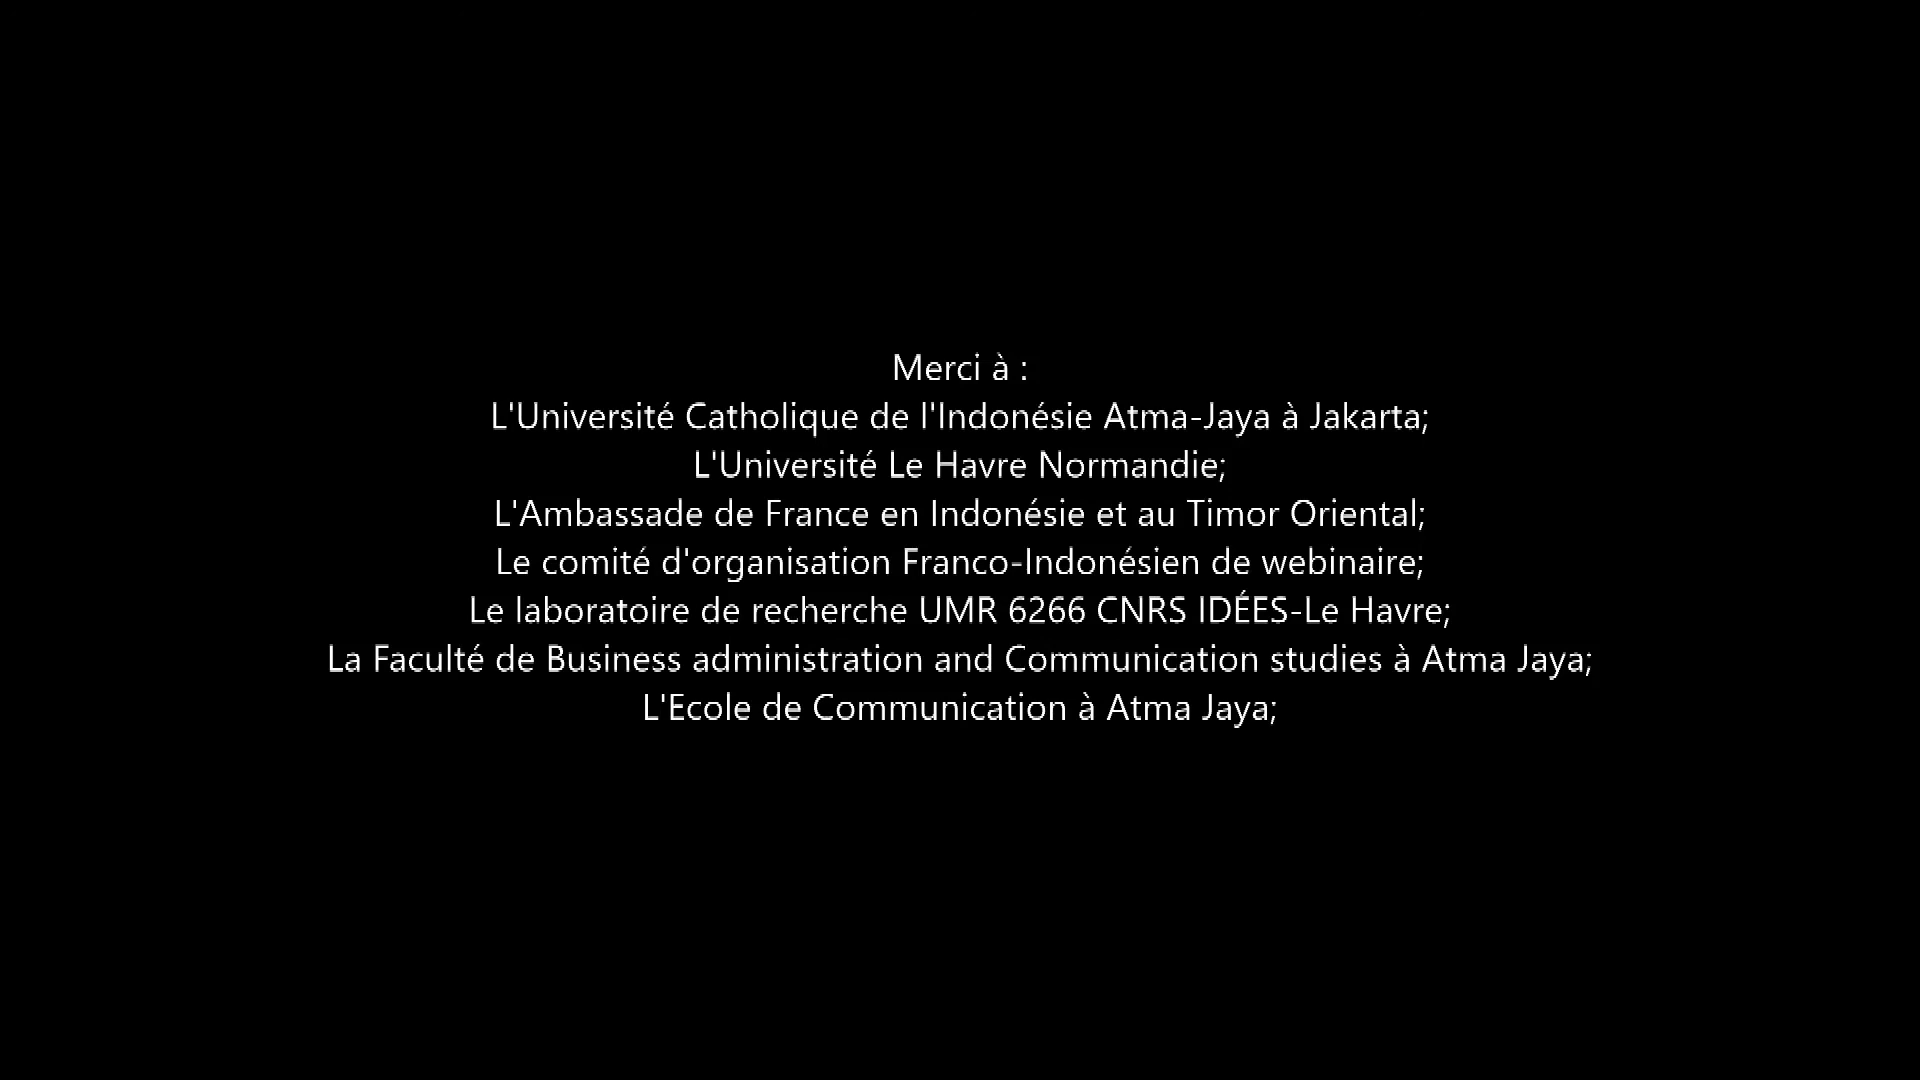 Merci à :
L'Université Catholique de l'Indonésie Atma-Jaya à Jakarta;
L'Université Le Havre Normandie;
L'Ambassade de France en Indonésie et au Timor Oriental;
Le comité d'organisation Franco-Indonésien de webinaire;
Le laboratoire de recherche UMR 6266 CNRS IDÉES-Le Havre;
La Faculté de Business administration and Communication studies à Atma Jaya;
L'Ecole de Communication à Atma Jaya;